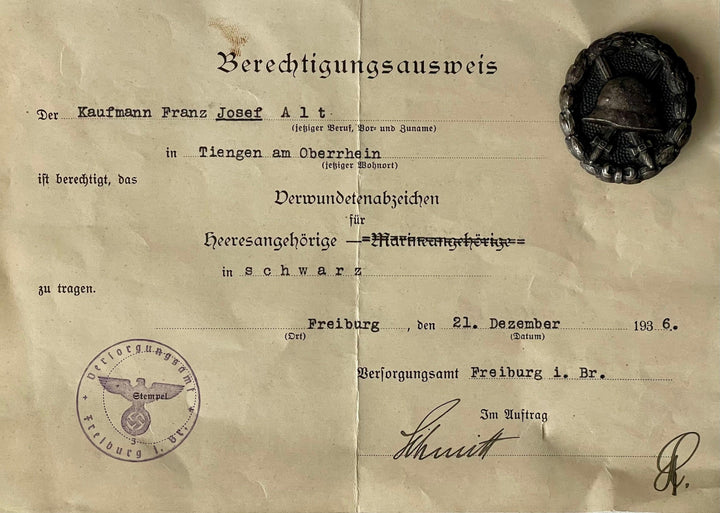 Berechtigungsausweis
Der Kaufmann Franz Josef A l t
(jetziger Beruf, Vor- und Zuname)
in Tiengen am Oberrhein
(jetziger Wohnort)
ist berechtigt, das
Verwundetenabzeichen
für
Heeresangehörige — Marineangehörige
in s c h w a r z
zu tragen.
Freiburg , den 21. Dezember 1936.
(Ort) (Datum)
Versorgungsamt Freiburg i. Br.
Im Auftrag
Schmitt
Versorgungsamt
Stempel
3
Freiburg i. Br.